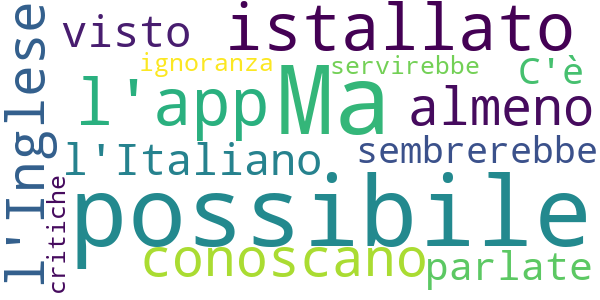 visto
istallato
ignoranza
servirebbe
C'è
l'Inglese
l'app
Ma
almeno
l'Italiano
sembrerebbe
critiche
possibile
conoscano
parlate